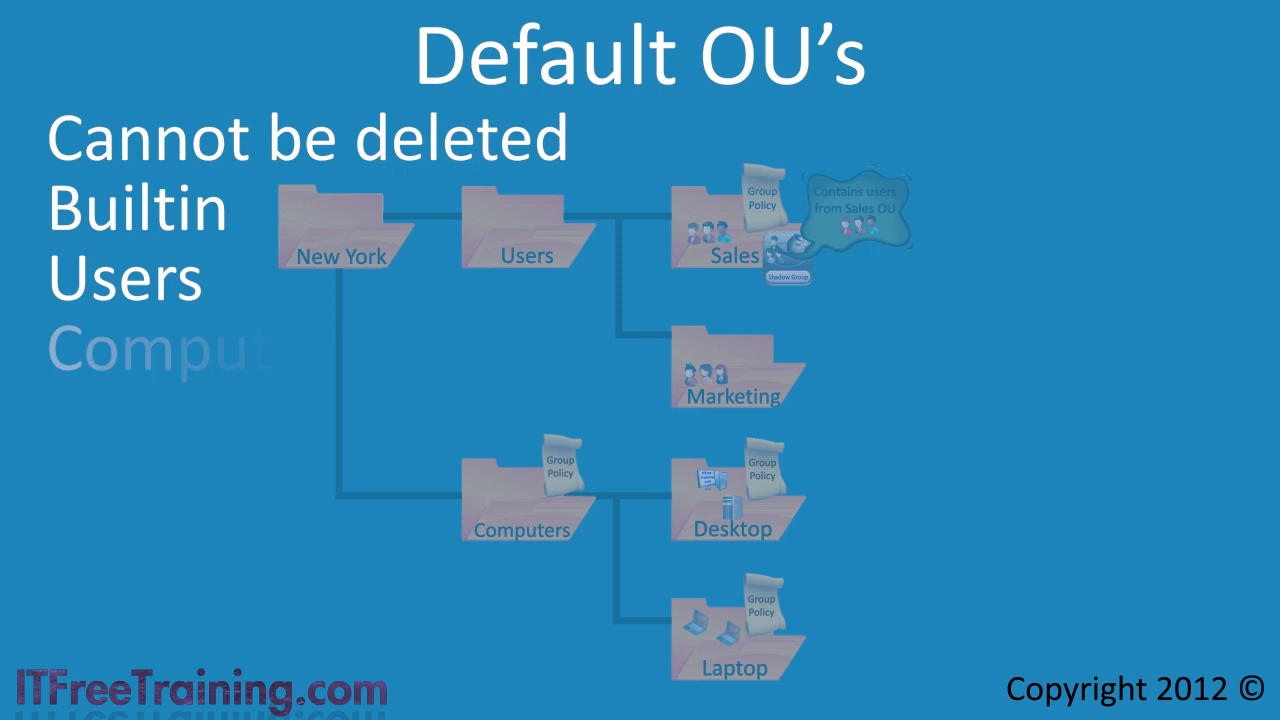 Default OU's
Cannot be deleted
Builtin
Users
Comput
New York
Users
Group
Policy
Sales
Contains users
from Sales OU
Shadow Group
Marketing
Group
Policy
Computers
Group
Policy
Desktop
Group
Policy
Laptop
ITFreeTraining.com
Copyright 2012 ©